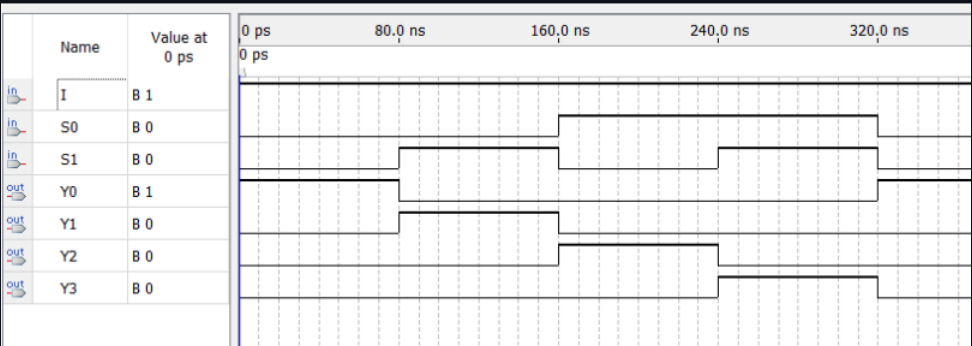 Name
Value at
0 ps
0 ps
80.0 ns
160.0 ns
240.0 ns
320.0 ns
0 ps
in
I
B 1
in
S0
B 0
in
S1
B 0
out
Y0
B 1
out
Y1
B 0
out
Y2
B 0
out
Y3
B 0